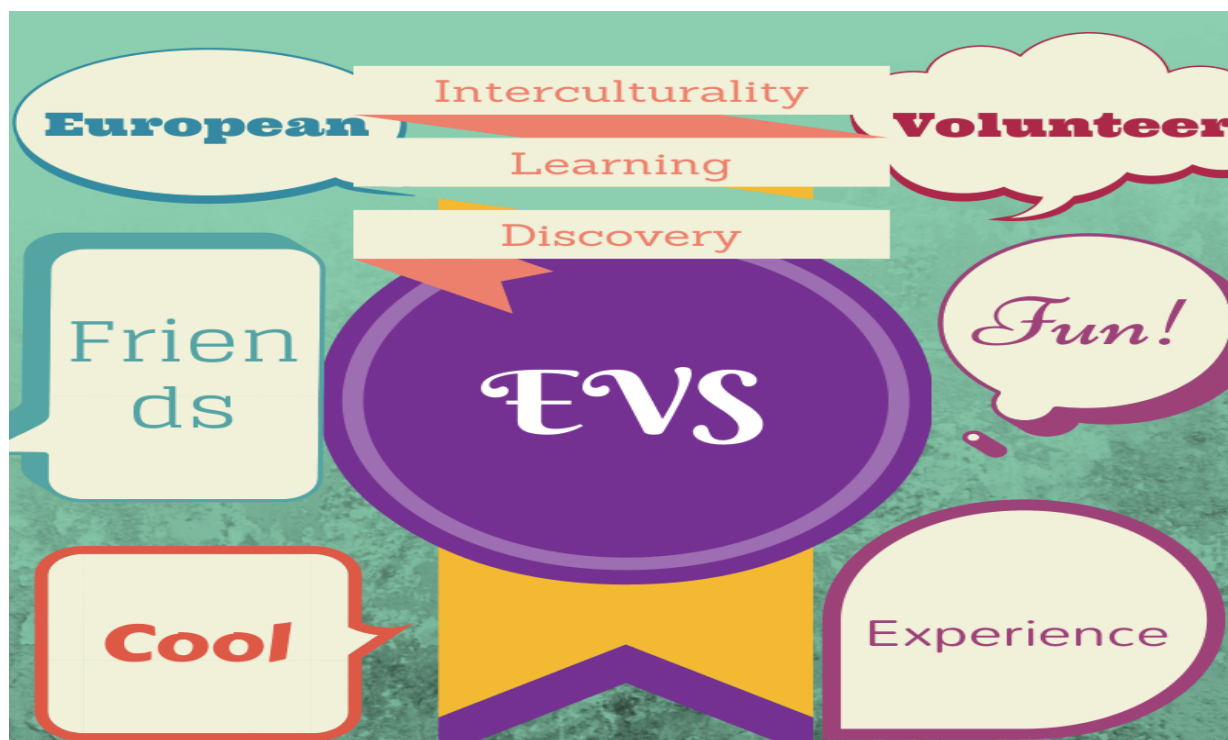 European
Interculturality
Volunteer
Learning
Discovery
Frien
ds
EVS
Fun!
Cool
Experience